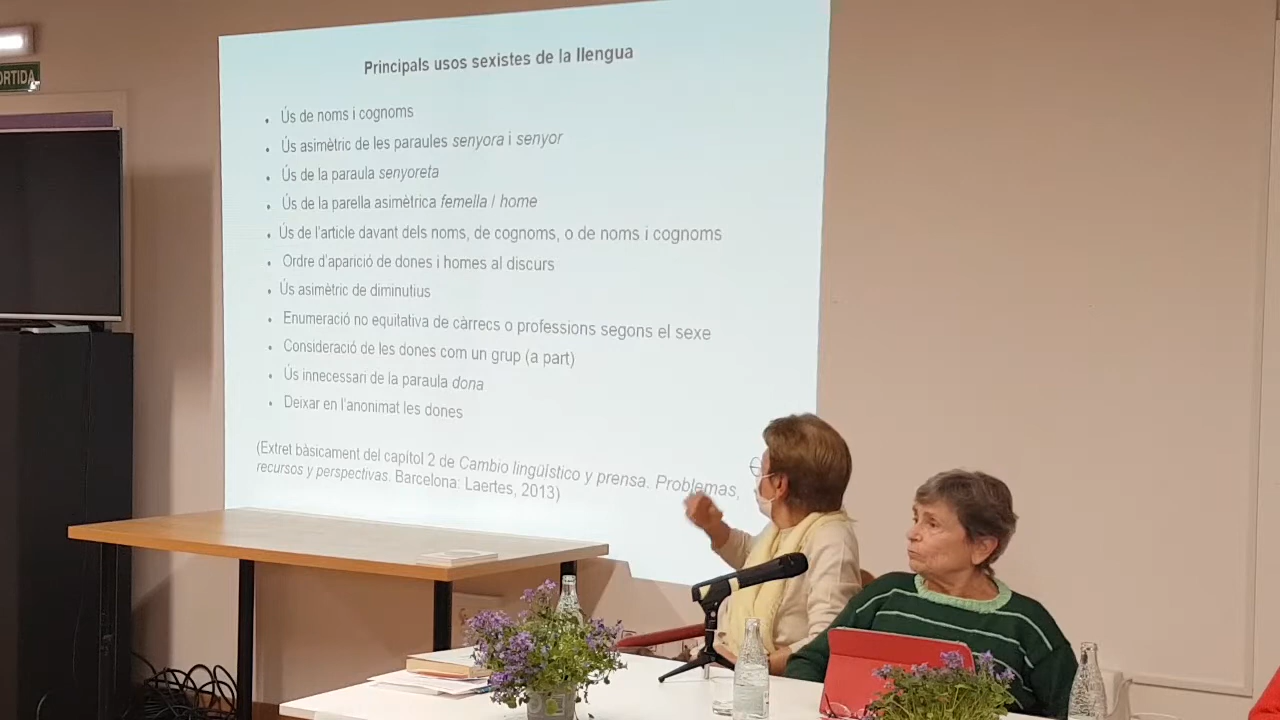 ORTIDA
Principals usos sexistes de la llengua
• Ús de noms i cognoms
• Ús asimètric de les paraules senyora i senyor
• Ús de la paraula senyoreta
• Ús de la parella asimètrica femella / home
• Ús de l'article davant dels noms, de cognoms, o de noms i cognoms
• Ordre d'aparició de dones i homes al discurs
• Ús asimètric de diminutius
• Enumeració no equitativa de càrrecs o professions segons el sexe
• Consideració de les dones com un grup (a part)
• Ús innecessari de la paraula dona
• Deixar en l'anonimat les dones
(Extret bàsicament del capítol 2 de Cambio lingüístico y prensa. Problemas,
recursos y perspectivas. Barcelona: Laertes, 2013)